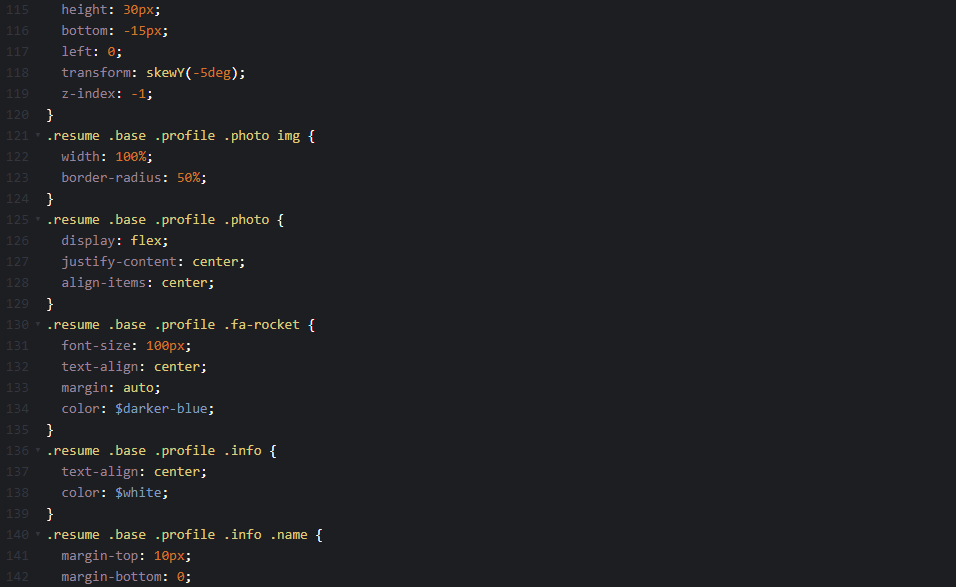 115 height: 30px;
116 bottom: -15px;
117 left: 0;
118 transform: skewY(-5deg);
119 z-index: -1;
120 }
121 .resume .base .profile .photo img {
122 width: 100%;
123 border-radius: 50%;
124 }
125 .resume .base .profile .photo {
126 display: flex;
127 justify-content: center;
128 align-items: center;
129 }
130 .resume .base .profile .fa-rocket {
131 font-size: 100px;
132 text-align: center;
133 margin: auto;
134 color: $darker-blue;
135 }
136 .resume .base .profile .info {
137 text-align: center;
138 color: $white;
139 }
140 .resume .base .profile .info .name {
141 margin-top: 10px;
142 margin-bottom: 0;